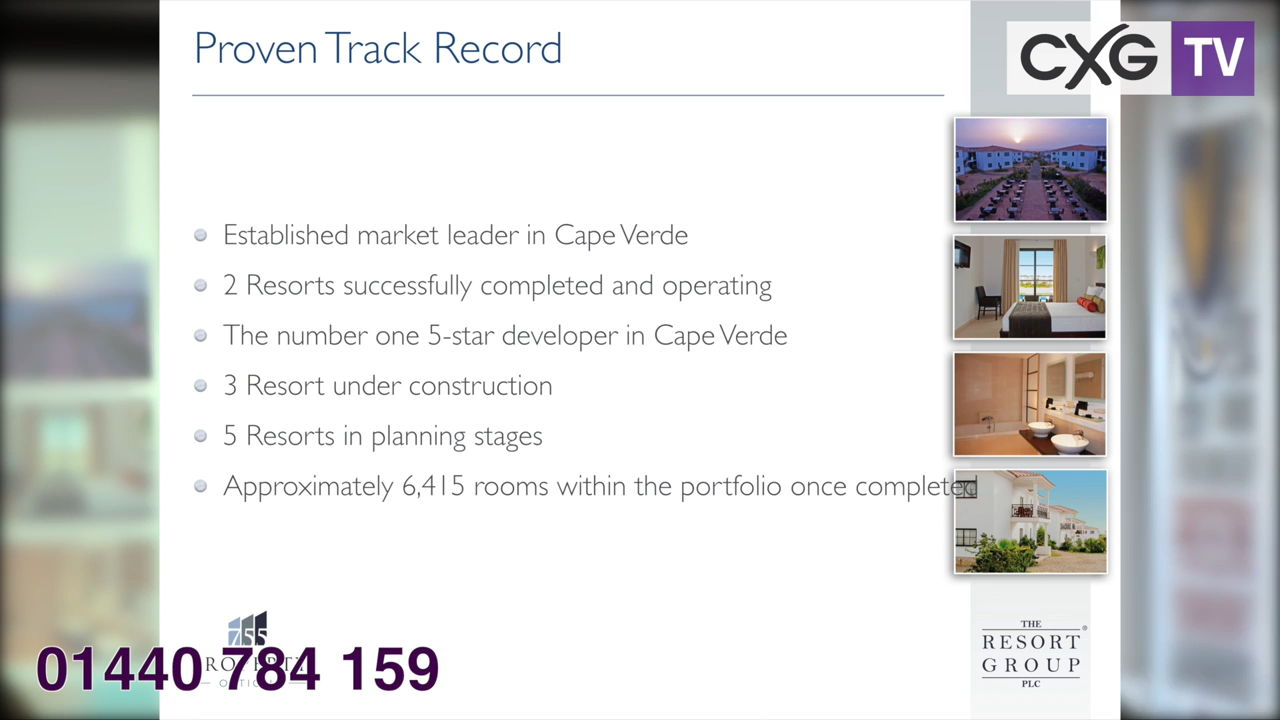 Proven Track Record
CXG TV
Established market leader in Cape Verde
2 Resorts successfully completed and operating
The number one 5-star developer in Cape Verde
3 Resort under construction
5 Resorts in planning stages
Approximately 6,415 rooms within the portfolio once completed
755
01440 784 159
THE
RESORT
GROUP
PLC